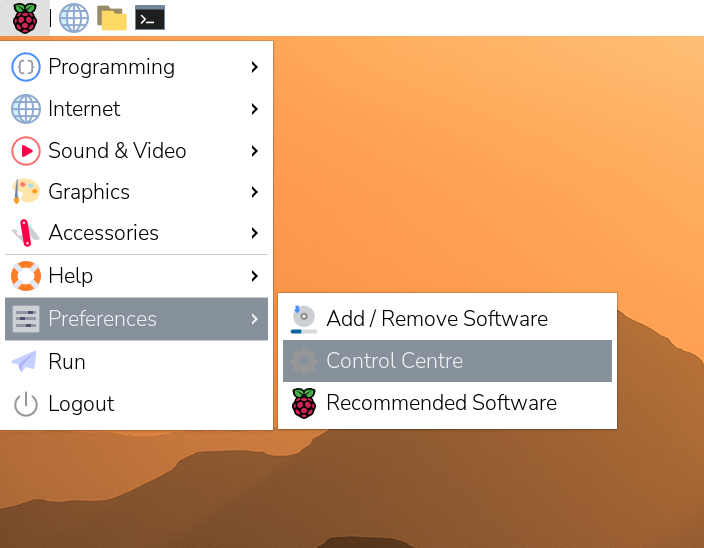 Programming
Internet
Sound & Video
Graphics
Accessories
Help
Preferences
Run
Logout
Add / Remove Software
Control Centre
Recommended Software